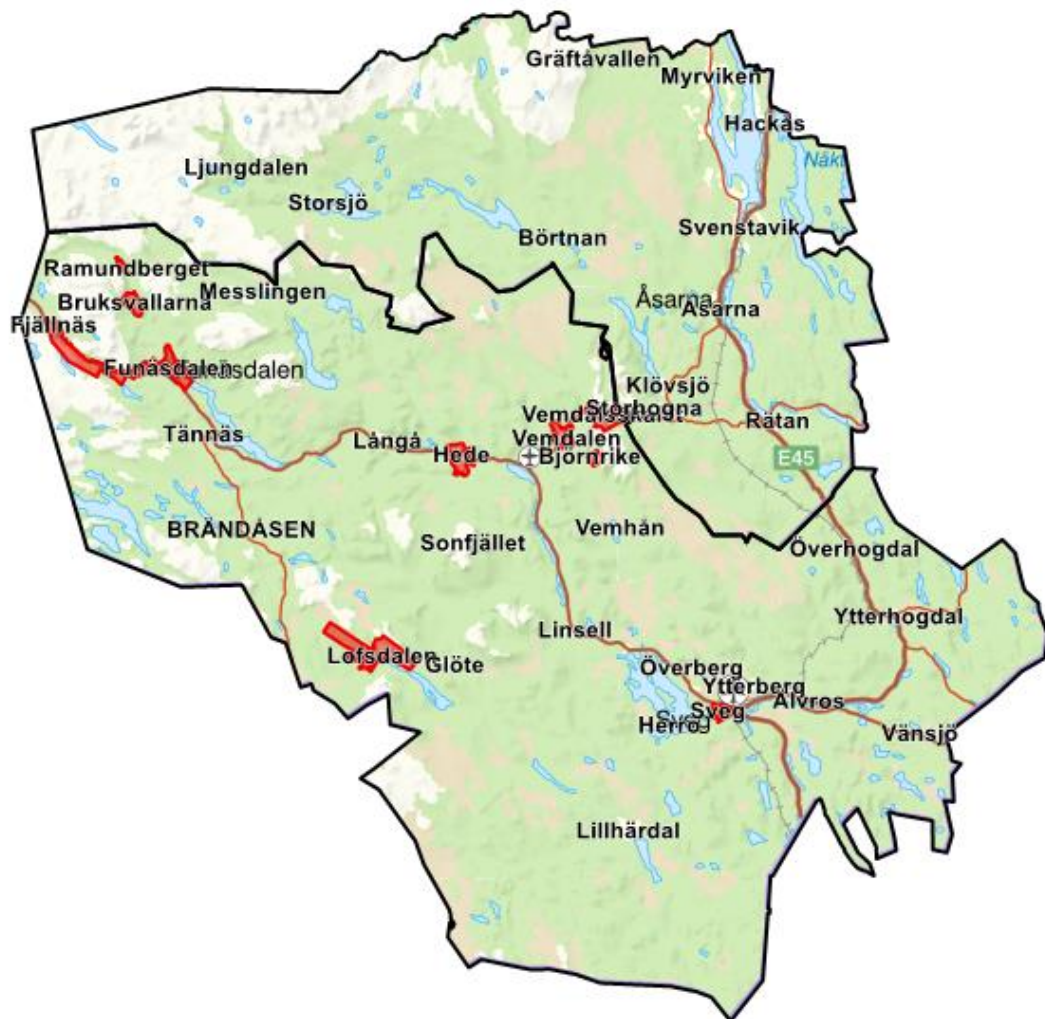 Gräftåvallen
Myrviken
Hackås
Näkt
Ljungdalen
Storsjö
Svenstavik
Börtnan
Ramundberget
Messlingen
Bruksvallarna
Åsarna
Åsarna
Fjällnäs
Funäsdalen
Klövsjö
Storhogna
Vemdalsskalet
Rätan
Tännäs
Långå
Vemdalen
Hede
Björnrike
E45
BRÄNDÅSEN
Vemhån
Sonfjället
Överhogdal
Ytterhogdal
Linsell
Lofsdalen
Glöte
Överberg
Ytterberg
Älvros
Sveg
Sveg
Herrö
Vänsjö
Lillhärdal